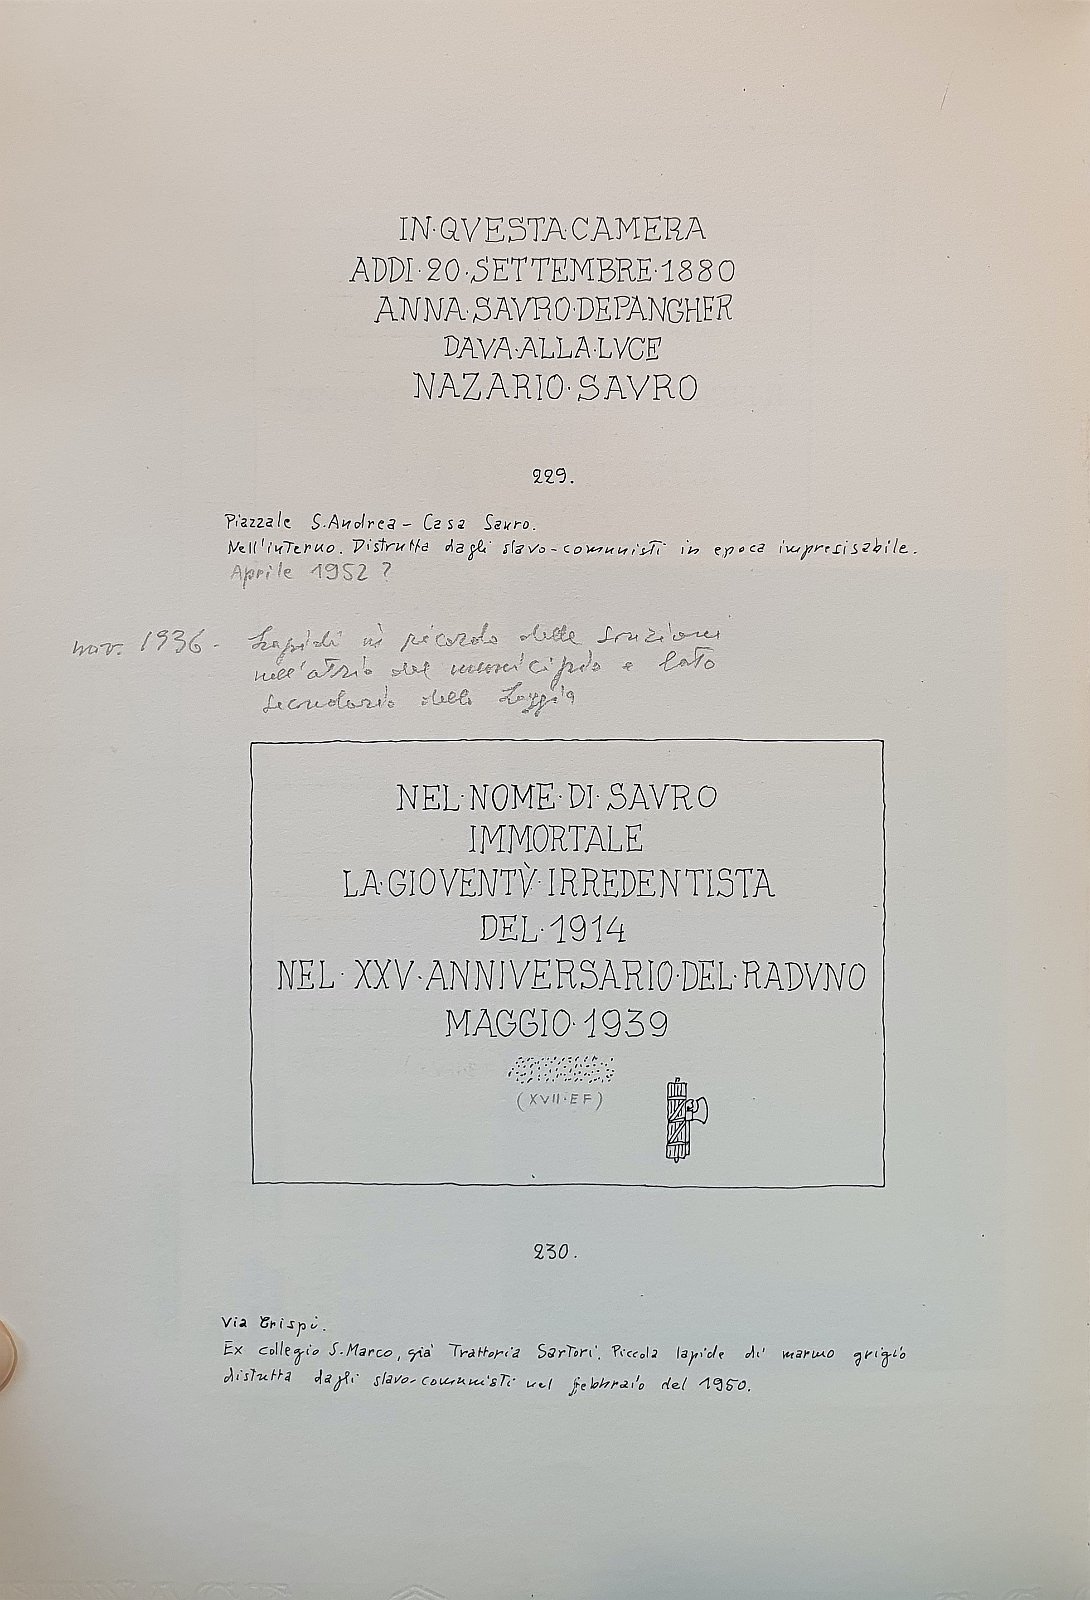 IN·QVESTA·CAMERA
ADDI·20·SETTEMBRE·1880
ANNA·SAVRO·DEPANGHER
DAVA·ALLA·LVCE
NAZARIO·SAVRO
229.
Piazzale S.Andrea - Casa Sauro.
Nell'interno. Distrutta dagli slavo-comunisti in epoca imprecisabile.
Aprile 1952 ?
nov. 1936 - Lapidi in ricordo delle sanzioni
nell'atrio del municipio e lato
secondario della Loggia
NEL·NOME·DI·SAVRO
IMMORTALE
LA·GIOVENTV̀·IRREDENTISTA
DEL·1914
NEL·XXV·ANNIVERSARIO·DEL·RADVNO
MAGGIO·1939
(XVII·EF)
230.
Via Crispi.
Ex collegio S.Marco, già Trattoria Sartori. Piccola lapide di marmo grigio
distrutta dagli slavo-comunisti nel febbraio del 1950.